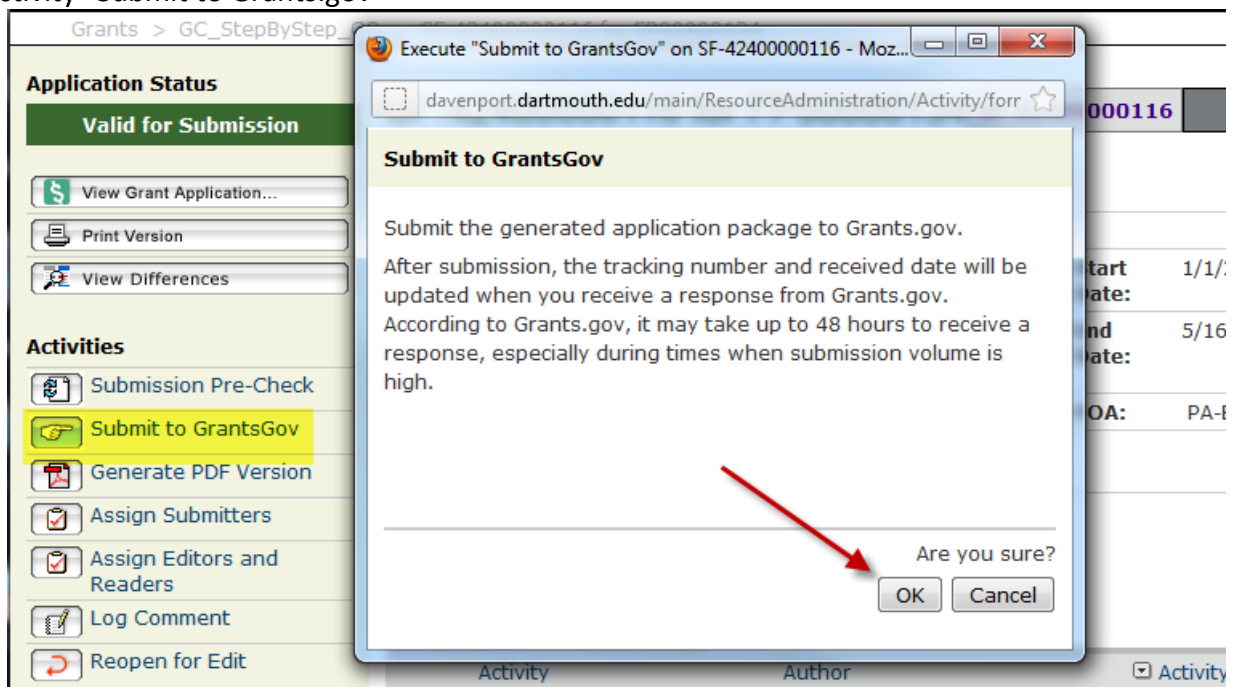 Grants > GC_StepByStep_
Application Status
Valid for Submission
View Grant Application...
Print Version
View Differences
Activities
Submission Pre-Check
Submit to GrantsGov
Generate PDF Version
Assign Submitters
Assign Editors and
Readers
Log Comment
Reopen for Edit
Execute "Submit to GrantsGov" on SF-42400000116 - Moz...
davenport.dartmouth.edu/main/ResourceAdministration/Activity/forr
Submit to GrantsGov
Submit the generated application package to Grants.gov.
After submission, the tracking number and received date will be
updated when you receive a response from Grants.gov.
According to Grants.gov, it may take up to 48 hours to receive a
response, especially during times when submission volume is
high.
Are you sure?
OK Cancel
000116
tart 1/1/
ate:
nd 5/16
ate:
OA: PA-
Activity Author Activity